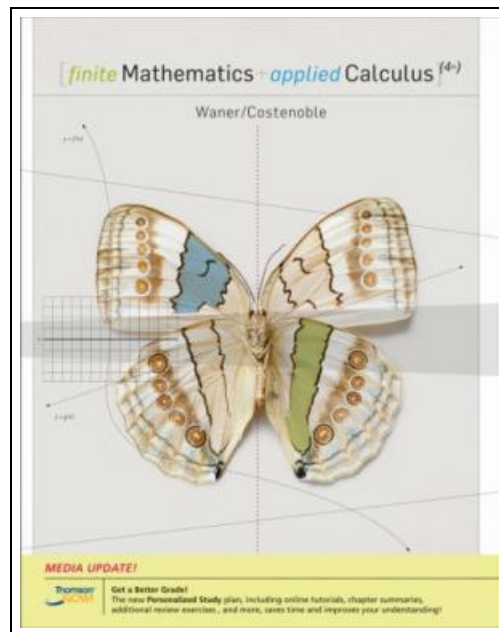 [finite Mathematics + applied Calculus](4e)
Waner/Costenoble
MEDIA UPDATE!
Thomson
NOW!
Get a Better Grade!
The new Personalized Study plan, including online tutorials, chapter summaries,
additional review exercises, and more, saves time and improves your understanding!